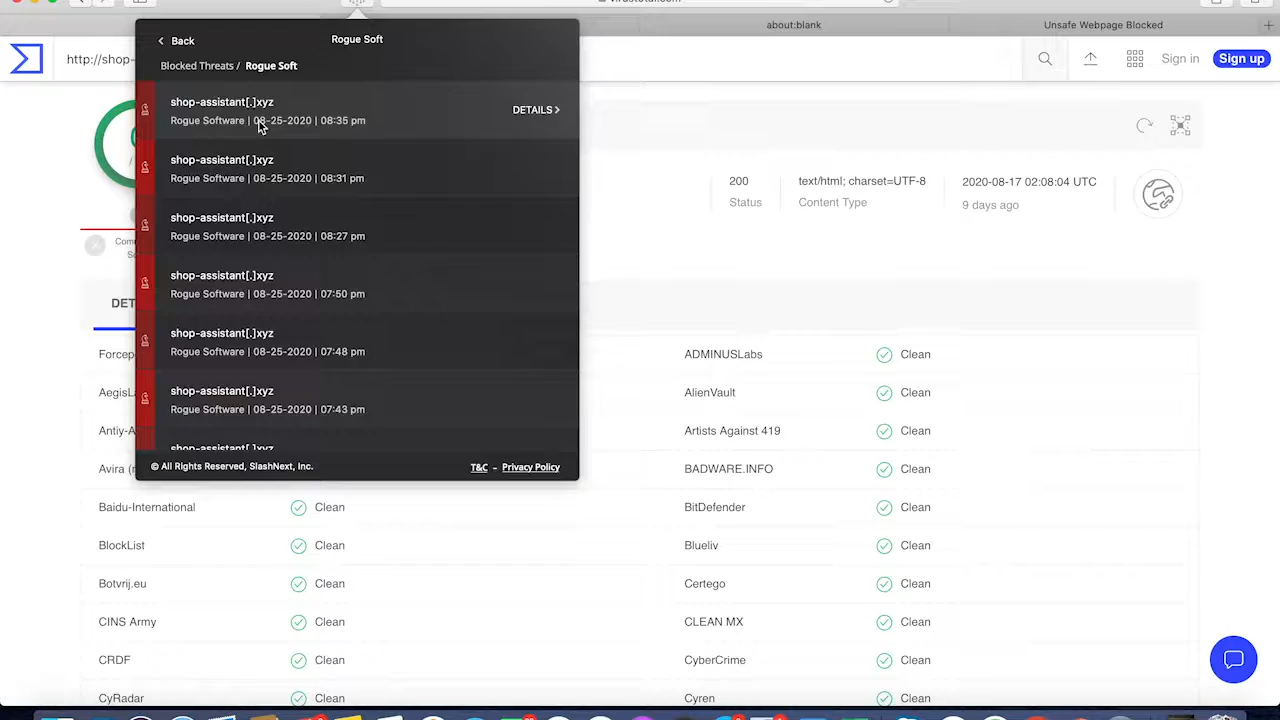 virustotal.com
about:blank
Unsafe Webpage Blocked
http://shop-
Sign in
Sign up
Back
Rogue Soft
Blocked Threats / Rogue Soft
shop-assistant[.]xyz
Rogue Software | 08-25-2020 | 08:35 pm
DETAILS
shop-assistant[.]xyz
Rogue Software | 08-25-2020 | 08:31 pm
shop-assistant[.]xyz
Rogue Software | 08-25-2020 | 08:27 pm
shop-assistant[.]xyz
Rogue Software | 08-25-2020 | 07:50 pm
shop-assistant[.]xyz
Rogue Software | 08-25-2020 | 07:48 pm
shop-assistant[.]xyz
Rogue Software | 08-25-2020 | 07:43 pm
shop-assistant[.]xyz
© All Rights Reserved, SlashNext, Inc.
T&C - Privacy Policy
200
Status
text/html; charset=UTF-8
Content Type
2020-08-17 02:08:04 UTC
9 days ago
Com
DET
Forcep
ADMINUSLabs Clean
AegisL
AlienVault Clean
Antiy-A
Artists Against 419 Clean
Avira (
BADWARE.INFO Clean
Baidu-International Clean
BitDefender Clean
BlockList Clean
Blueliv Clean
Botvrij.eu Clean
Certego Clean
CINS Army Clean
CLEAN MX Clean
CRDF Clean
CyberCrime Clean
CyRadar Clean
Cyren Clean